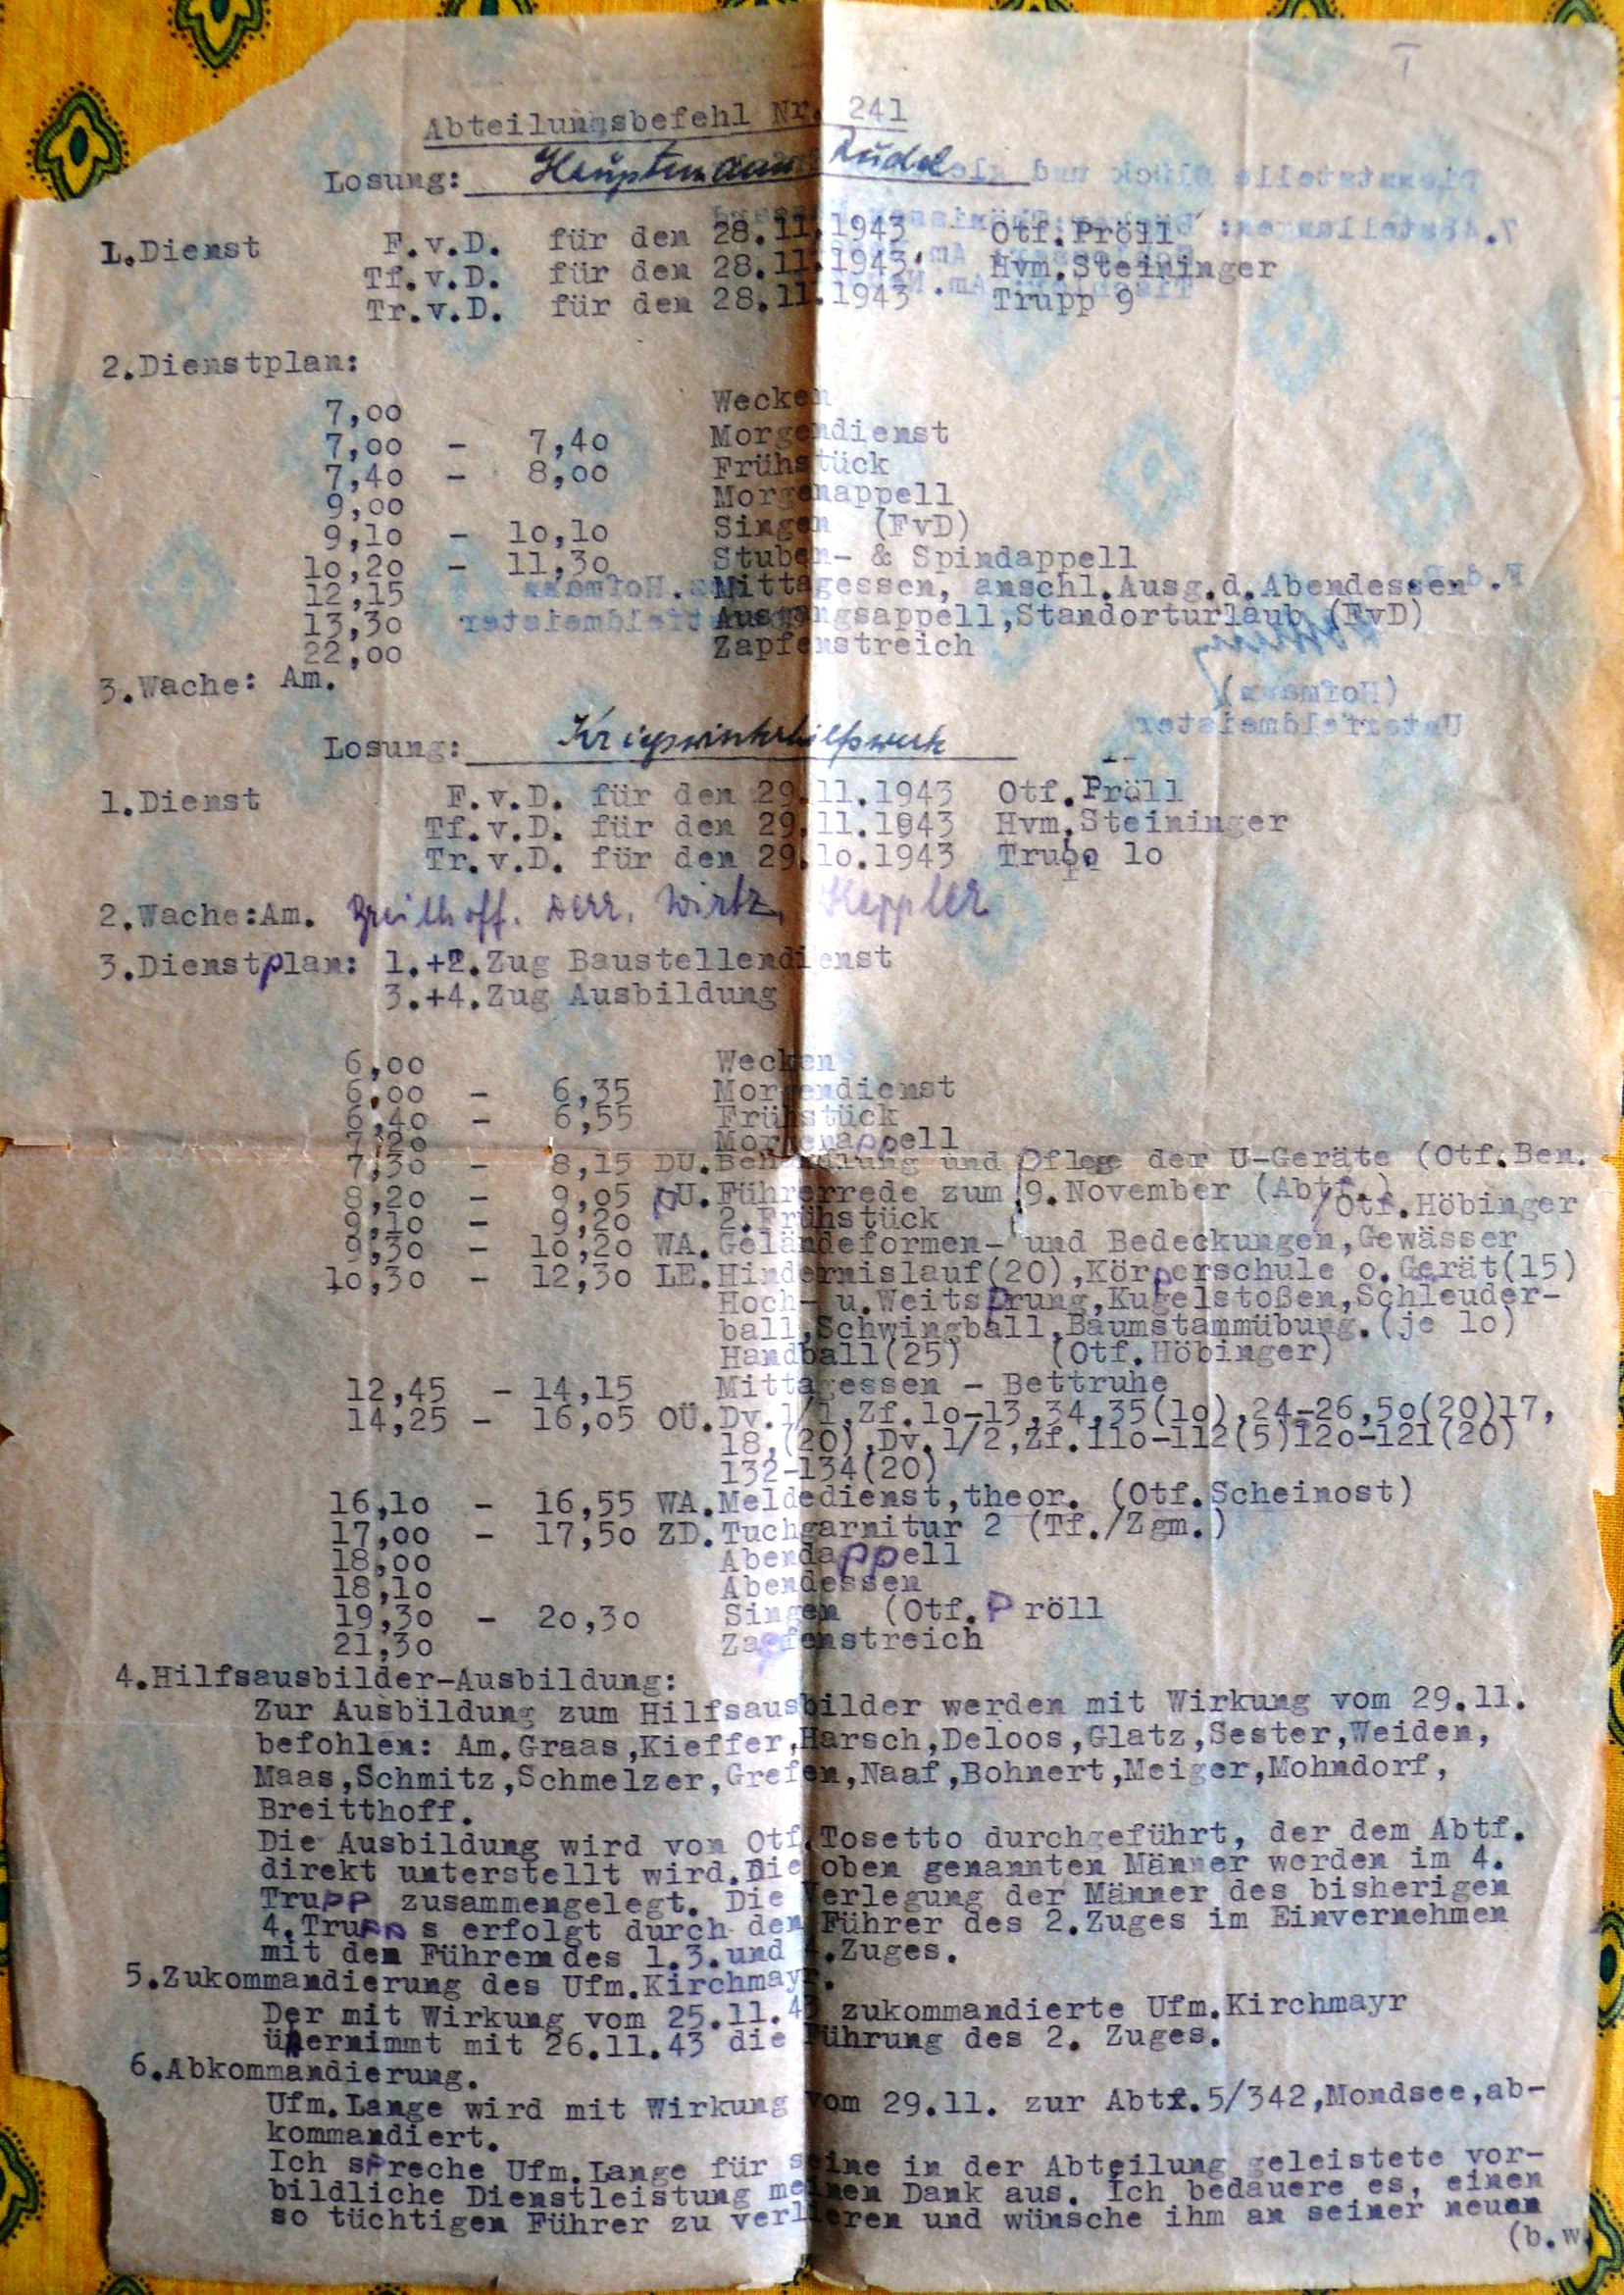 Abteilungsbefehl Nr. 241
Losung: Hauptmann Rudel
1.Dienst F.v.D. für den 28.11.1943 Otf.Pröll
Tf.v.D. für den 28.11.1943 Hvm.Steininger
Tr.v.D. für den 28.11.1943 Trupp 9
2.Dienstplan:
7,oo Wecken
7,oo - 7,4o Morgendienst
7,4o - 8,oo Frühstück
9,oo Morgenappell
9,1o - 1o,1o Singen (FvD)
1o,2o - 11,3o Stuben- & Spindappell
12,15 Mittagessen, anschl.Ausg.d.Abendessen
13,3o Ausgangsappell,Standorturlaub (FvD)
22,oo Zapfenstreich
3.Wache: Am.
Losung: Kriegswinterhilfswerk
1.Dienst F.v.D. für den 29.11.1943 Otf.Pröll
Tf.v.D. für den 29.11.1943 Hvm.Steininger
Tr.v.D. für den 29.1o.1943 Trupp 1o
2.Wache:Am. Wirtz, Keppler
3.Dienstplan: 1.+2.Zug Baustellendienst
3.+4.Zug Ausbildung
6,oo Wecken
6,oo - 6,35 Morgendienst
6,4o - 6,55 Frühstück
7,2o Morgenappell
7,3o - 8,15 DU.Behandlung und Pflege der U-Geräte (Otf.Ben.
8,2o - 9,o5 pU.Führerrede zum 9.November (Abtf.)
/Otf.Höbinger
9,1o - 9,2o 2.Frühstück
9,3o - 1o,2o WA.Geländeformen- und Bedeckungen,Gewässer
1o,3o - 12,3o LE.Hindernislauf(20),Körperschule o.Gerät(15)
Hoch- u.Weitsprung,Kugelstoßen,Schleuder-
ball,Schwingball,Baumstammübung.(je 1o)
Handball(25) (Otf.Höbinger)
12,45 - 14,15 Mittagessen - Bettruhe
14,25 - 16,o5 OÜ.Dv.1/1,Zf.1o-13,34,35(1o),24-26,5o(20)17,
18,(20),Dv.1/2,Zf.11o-112(5)12o-121(20)
132-134(20)
16,1o - 16,55 WA.Meldedienst,theor. (Otf.Scheinost)
17,oo - 17,5o ZD.Tuchgarnitur 2 (Tf./Zgm.)
18,oo Abendappell
18,1o Abendessen
19,3o - 2o,3o Singen (Otf.Pröll
21,3o Zapfenstreich
4.Hilfsausbilder-Ausbildung:
Zur Ausbildung zum Hilfsausbilder werden mit Wirkung vom 29.11.
befohlen: Am.Graas,Kieffer,Harsch,Deloos,Glatz,Sester,Weiden,
Maas,Schmitz,Schmelzer,Grefen,Naaf,Bohnert,Meiger,Mohndorf,
Breitthoff.
Die Ausbildung wird von Otf.Tosetto durchgeführt, der dem Abtf.
direkt unterstellt wird.Die oben genannten Männer werden im 4.
Trupp zusammengelegt. Die Verlegung der Männer des bisherigen
4.Trupp s erfolgt durch den Führer des 2.Zuges im Einvernehmen
mit den Führern des 1.3.und 4.Zuges.
5.Zukommandierung des Ufm.Kirchmayr.
Der mit Wirkung vom 25.11.43 zukommandierte Ufm.Kirchmayr
übernimmt mit 26.11.43 die Führung des 2. Zuges.
6.Abkommandierung.
Ufm.Lange wird mit Wirkung vom 29.11. zur Abtl.5/342,Mondsee,ab-
kommandiert.
Ich spreche Ufm.Lange für seine in der Abteilung geleistete vor-
bildliche Dienstleistung meinen Dank aus. Ich bedauere es, einen
so tüchtigen Führer zu verlieren und wünsche ihm an seiner neuen
(b.w.